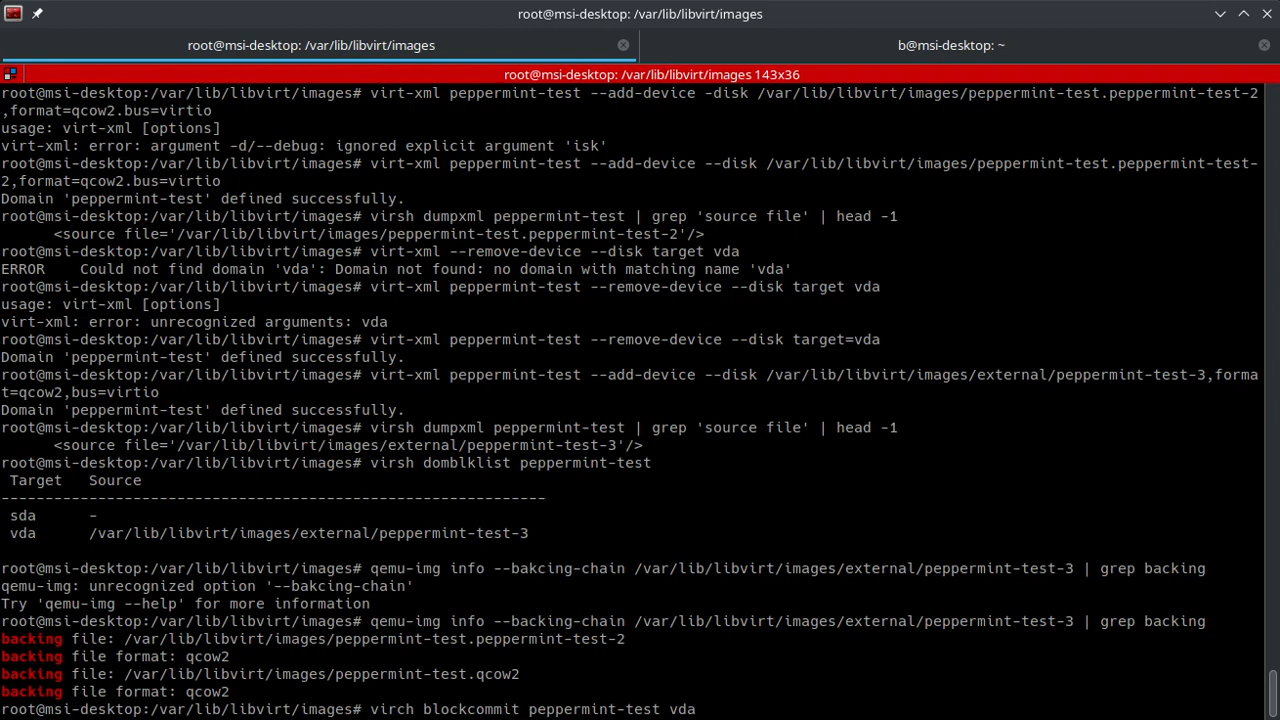 root@msi-desktop: /var/lib/libvirt/images
root@msi-desktop: /var/lib/libvirt/images
b@msi-desktop: ~
root@msi-desktop: /var/lib/libvirt/images 143x36
root@msi-desktop:/var/lib/libvirt/images# virt-xml peppermint-test --add-device -disk /var/lib/libvirt/images/peppermint-test.peppermint-test-2
,format=qcow2.bus=virtio
usage: virt-xml [options]
virt-xml: error: argument -d/--debug: ignored explicit argument 'isk'
root@msi-desktop:/var/lib/libvirt/images# virt-xml peppermint-test --add-device --disk /var/lib/libvirt/images/peppermint-test.peppermint-test-
2,format=qcow2.bus=virtio
Domain 'peppermint-test' defined successfully.
root@msi-desktop:/var/lib/libvirt/images# virsh dumpxml peppermint-test | grep 'source file' | head -1
      <source file='/var/lib/libvirt/images/peppermint-test.peppermint-test-2'/>
root@msi-desktop:/var/lib/libvirt/images# virt-xml --remove-device --disk target vda
ERROR    Could not find domain 'vda': Domain not found: no domain with matching name 'vda'
root@msi-desktop:/var/lib/libvirt/images# virt-xml peppermint-test --remove-device --disk target vda
usage: virt-xml [options]
virt-xml: error: unrecognized arguments: vda
root@msi-desktop:/var/lib/libvirt/images# virt-xml peppermint-test --remove-device --disk target=vda
Domain 'peppermint-test' defined successfully.
root@msi-desktop:/var/lib/libvirt/images# virt-xml peppermint-test --add-device --disk /var/lib/libvirt/images/external/peppermint-test-3,forma
t=qcow2,bus=virtio
Domain 'peppermint-test' defined successfully.
root@msi-desktop:/var/lib/libvirt/images# virsh dumpxml peppermint-test | grep 'source file' | head -1
      <source file='/var/lib/libvirt/images/external/peppermint-test-3'/>
root@msi-desktop:/var/lib/libvirt/images# virsh domblklist peppermint-test
 Target   Source
--------------------------------------------------------------
 sda      -
 vda      /var/lib/libvirt/images/external/peppermint-test-3
root@msi-desktop:/var/lib/libvirt/images# qemu-img info --bakcing-chain /var/lib/libvirt/images/external/peppermint-test-3 | grep backing
qemu-img: unrecognized option '--bakcing-chain'
Try 'qemu-img --help' for more information
root@msi-desktop:/var/lib/libvirt/images# qemu-img info --backing-chain /var/lib/libvirt/images/external/peppermint-test-3 | grep backing
backing file: /var/lib/libvirt/images/peppermint-test.peppermint-test-2
backing file format: qcow2
backing file: /var/lib/libvirt/images/peppermint-test.qcow2
backing file format: qcow2
root@msi-desktop:/var/lib/libvirt/images# virch blockcommit peppermint-test vda